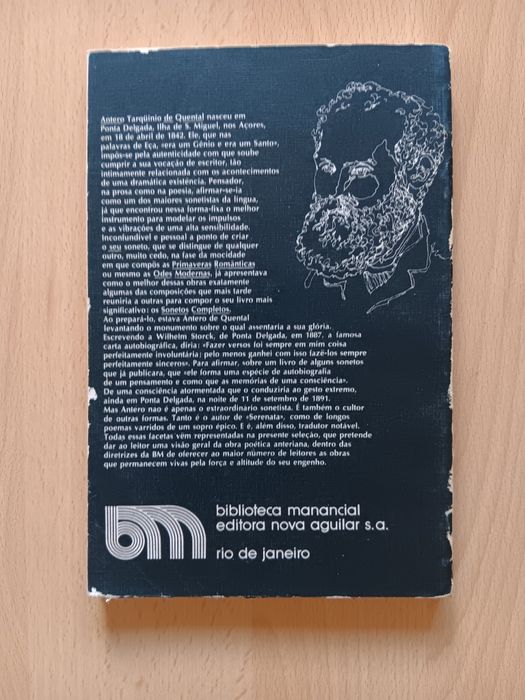 Antero Tarqüínio de Quental nasceu em
Ponta Delgada, Ilha de S. Miguel, nos Açores,
em 18 de abril de 1842. Ele, que nas
palavras de Eça, «era um Gênio e era um Santo»,
impôs-se pela autenticidade com que soube
cumprir a sua vocação de escritor, tão
intimamente relacionada com os acontecimentos
de uma dramática existência. Pensador,
na prosa como na poesia, afirmar-se-ia
como um dos maiores sonetistas da língua,
já que encontrou nessa forma-fixa o melhor
instrumento para modelar os impulsos
e as vibrações de uma alta sensibilidade.
Inconfundível e pessoal a ponto de criar
o seu soneto, que se distingue de qualquer
outro, muito cedo, na fase da mocidade
em que compôs as Primaveras Românticas
ou mesmo as Odes Modernas, já apresentava
como o melhor dessas obras exatamente
algumas das composições que mais tarde
reuniria a outras para compor o seu livro mais
significativo: os Sonetos Completos.
Ao prepará-lo, estava Antero de Quental
levantando o monumento sobre o qual assentaria a sua glória.
Escrevendo a Wilhelm Storck, de Ponta Delgada, em 1887, a famosa
carta autobiográfica, diria: «Fazer versos foi sempre em mim coisa
perfeitamente involuntária; pelo menos ganhei com isso fazê-los sempre
perfeitamente sinceros». Para afirmar, sobre um livro de alguns sonetos
que já publicara, que «ele forma uma espécie de autobiografia
de um pensamento e como que as memórias de uma consciência».
De uma consciência atormentada que o conduziria ao gesto extremo,
ainda em Ponta Delgada, na noite de 11 de setembro de 1891.
Mas Antero nao é apenas o extraordinário sonetista. É também o cultor
de outras formas. Tanto é o autor de «Serenata», como de longos
poemas varridos de um sopro épico. E é, além disso, tradutor notável.
Todas essas facetas vêm representadas na presente seleção, que pretende
dar ao leitor uma visão geral da obra poética anteriana, dentro das
diretrizes da BM de oferecer ao maior número de leitores as obras
que permanecem vivas pela força e altitude do seu engenho.
bm
biblioteca manancial
editora nova aguilar s.a.
rio de janeiro